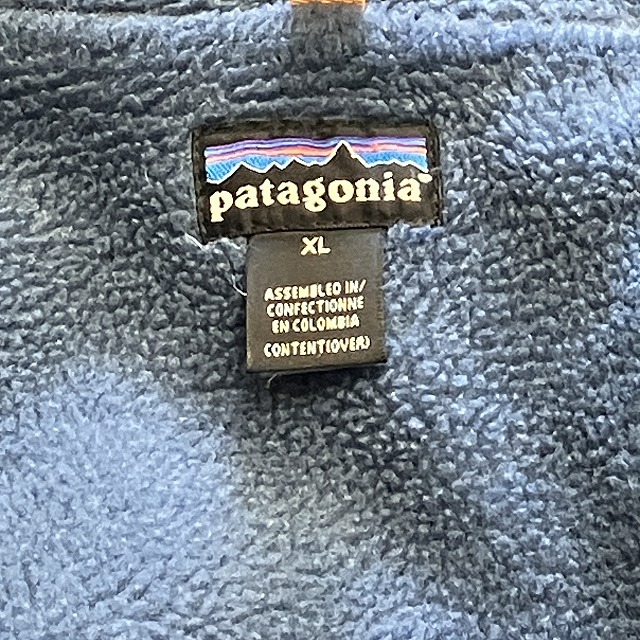 patagonia
XL
ASSEMBLED IN/
CONFECTIONNE
EN COLOMBIA
CONTENT(OVER)